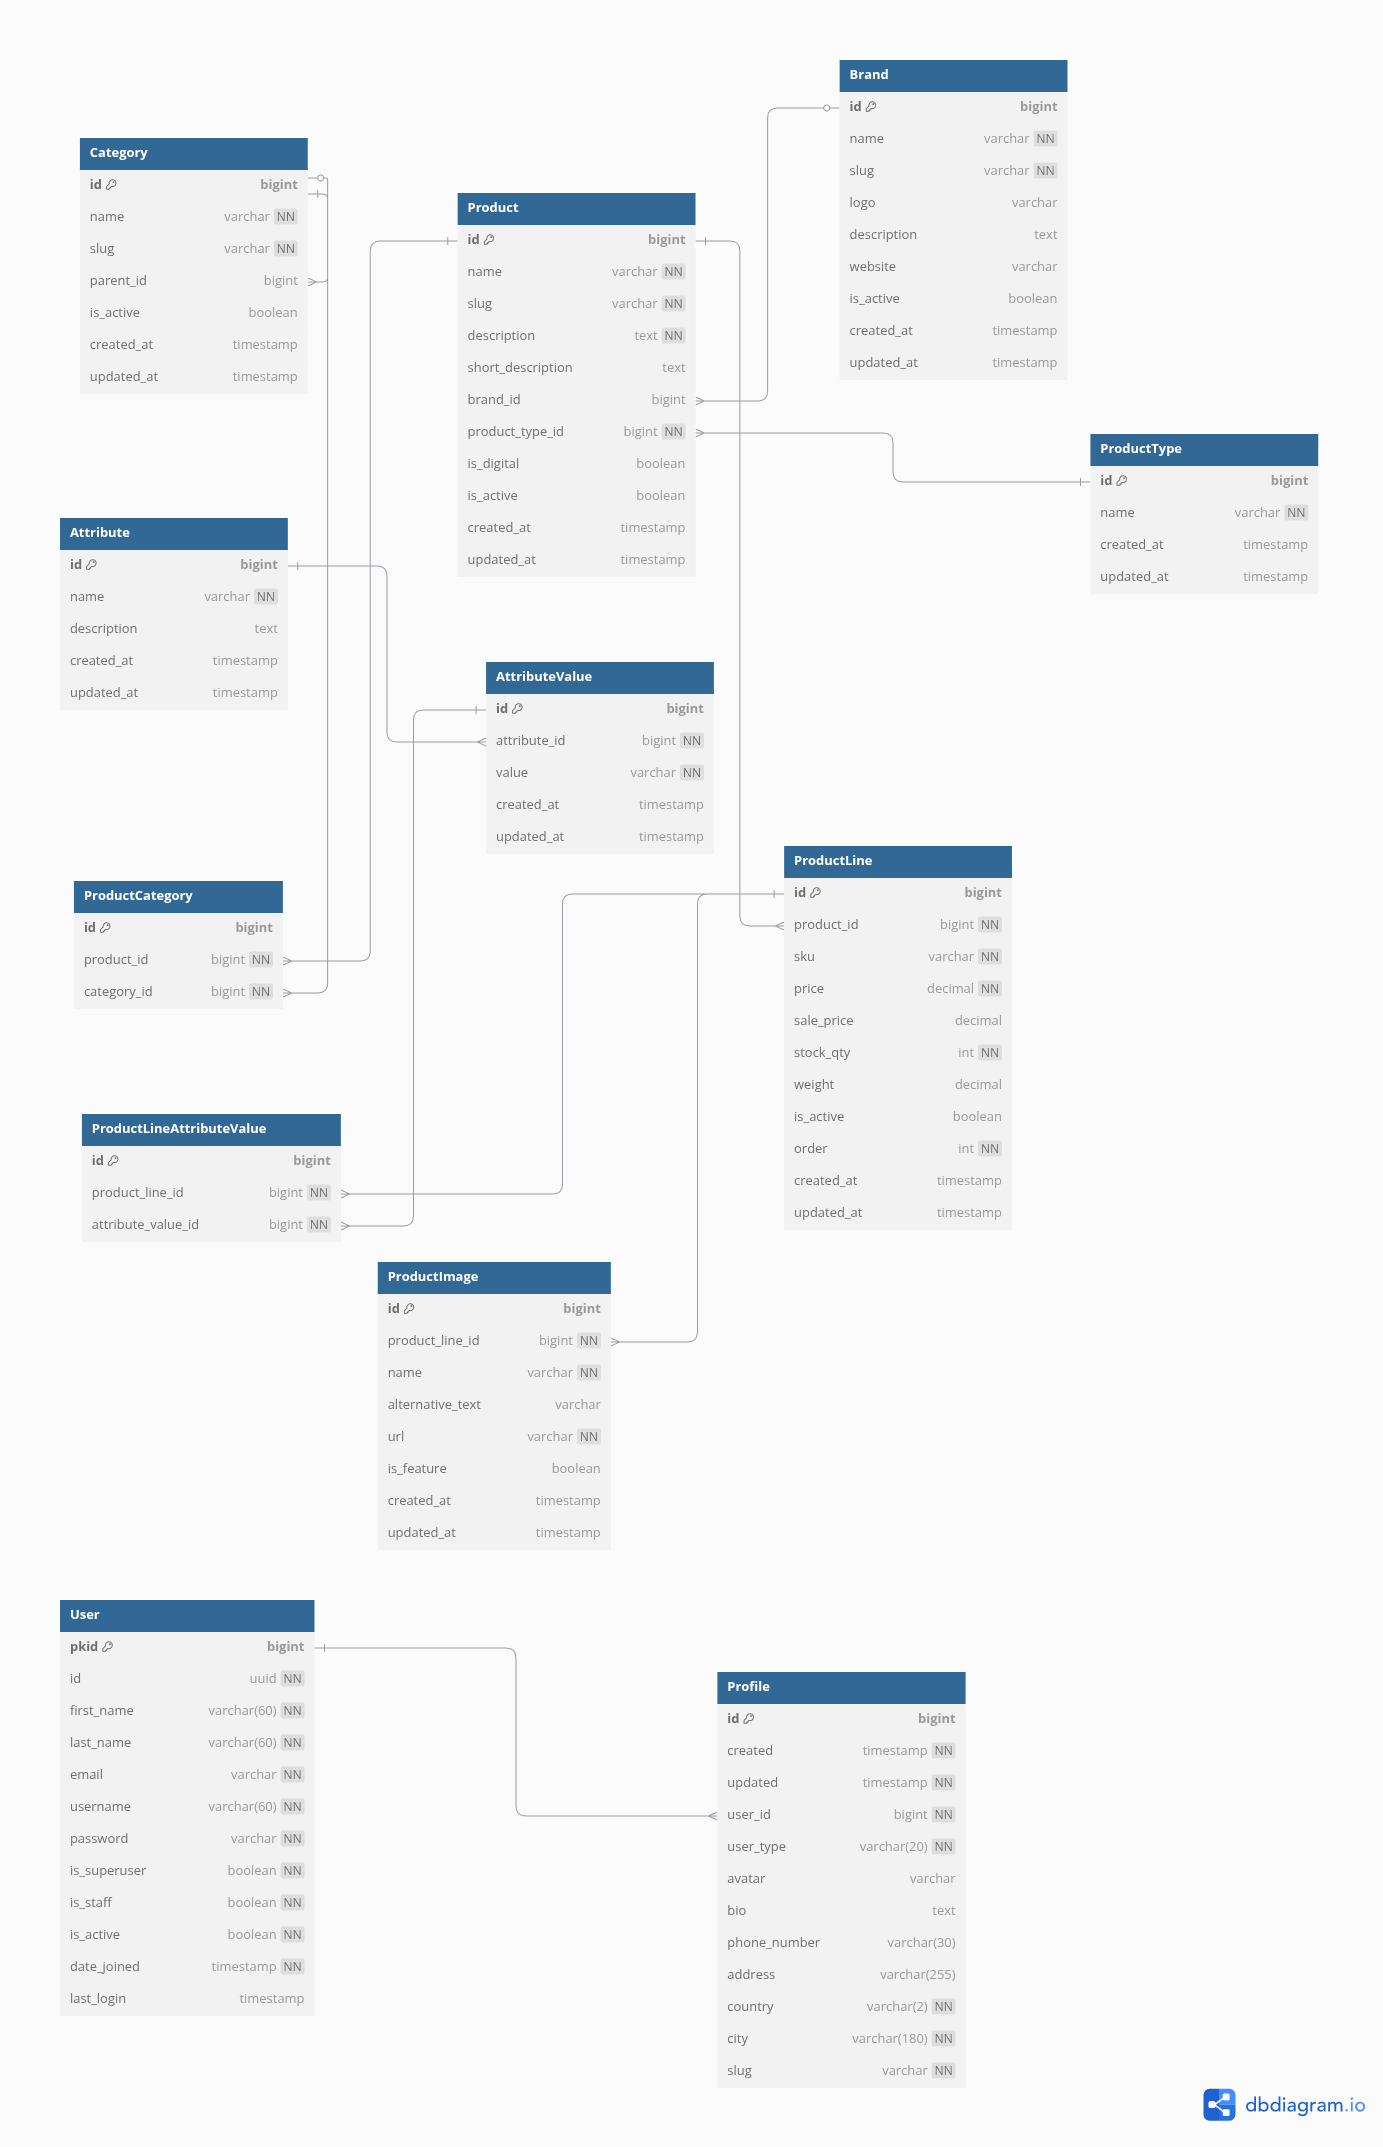 Brand
id bigint
name varchar NN
slug varchar NN
logo varchar
description text
website varchar
is_active boolean
created_at timestamp
updated_at timestamp
Category
id bigint
name varchar NN
slug varchar NN
parent_id bigint
is_active boolean
created_at timestamp
updated_at timestamp
Product
id bigint
name varchar NN
slug varchar NN
description text NN
short_description text
brand_id bigint
product_type_id bigint NN
is_digital boolean
is_active boolean
created_at timestamp
updated_at timestamp
ProductType
id bigint
name varchar NN
created_at timestamp
updated_at timestamp
Attribute
id bigint
name varchar NN
description text
created_at timestamp
updated_at timestamp
AttributeValue
id bigint
attribute_id bigint NN
value varchar NN
created_at timestamp
updated_at timestamp
ProductLine
id bigint
product_id bigint NN
sku varchar NN
price decimal NN
sale_price decimal
stock_qty int NN
weight decimal
is_active boolean
order int NN
created_at timestamp
updated_at timestamp
ProductCategory
id bigint
product_id bigint NN
category_id bigint NN
ProductLineAttributeValue
id bigint
product_line_id bigint NN
attribute_value_id bigint NN
ProductImage
id bigint
product_line_id bigint NN
name varchar NN
alternative_text varchar
url varchar NN
is_feature boolean
created_at timestamp
updated_at timestamp
User
pkid bigint
id uuid NN
first_name varchar(60) NN
last_name varchar(60) NN
email varchar NN
username varchar(60) NN
password varchar NN
is_superuser boolean NN
is_staff boolean NN
is_active boolean NN
date_joined timestamp NN
last_login timestamp
Profile
id bigint
created timestamp NN
updated timestamp NN
user_id bigint NN
user_type varchar(20) NN
avatar varchar
bio text
phone_number varchar(30)
address varchar(255)
country varchar(2) NN
city varchar(180) NN
slug varchar NN
dbdiagram.io